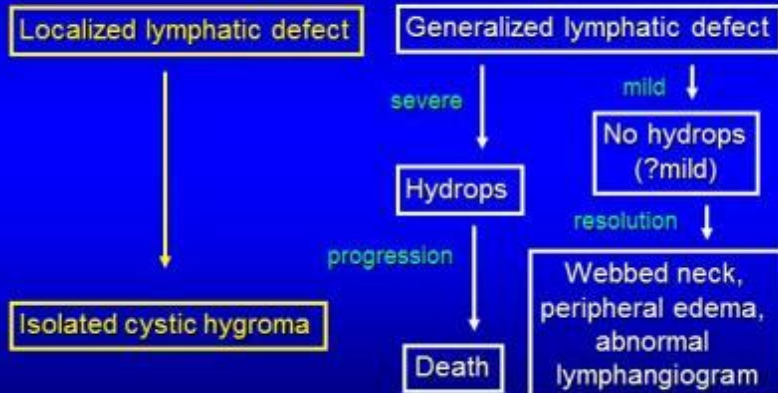 Localized lymphatic defect
Generalized lymphatic defect
severe
mild
No hydrops
(?mild)
Hydrops
resolution
progression
Webbed neck,
peripheral edema,
abnormal
lymphangiogram
Isolated cystic hygroma
Death